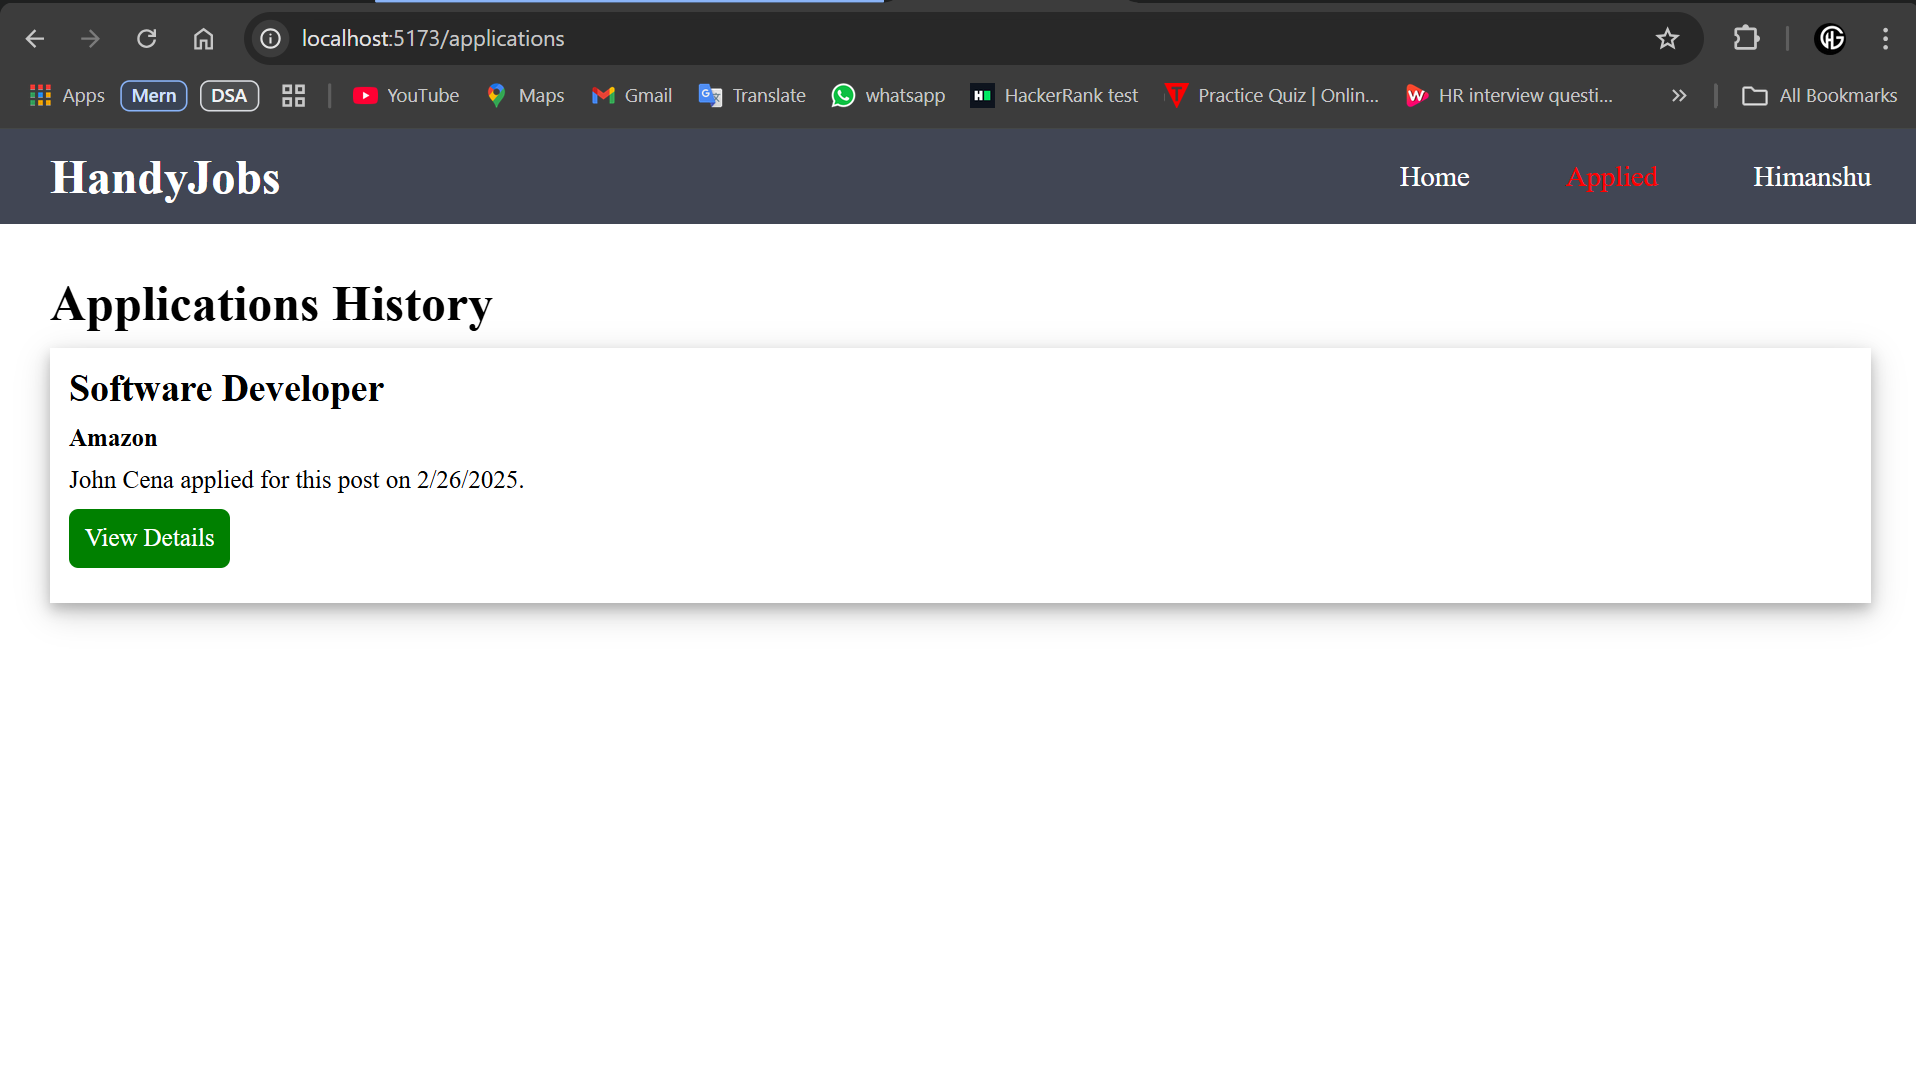 localhost:5173/applications
Apps Mern DSA YouTube Maps Gmail Translate whatsapp HackerRank test Practice Quiz | Onlin... HR interview questi... All Bookmarks
HandyJobs Home Applied Himanshu
Applications History
Software Developer
Amazon
John Cena applied for this post on 2/26/2025.
View Details